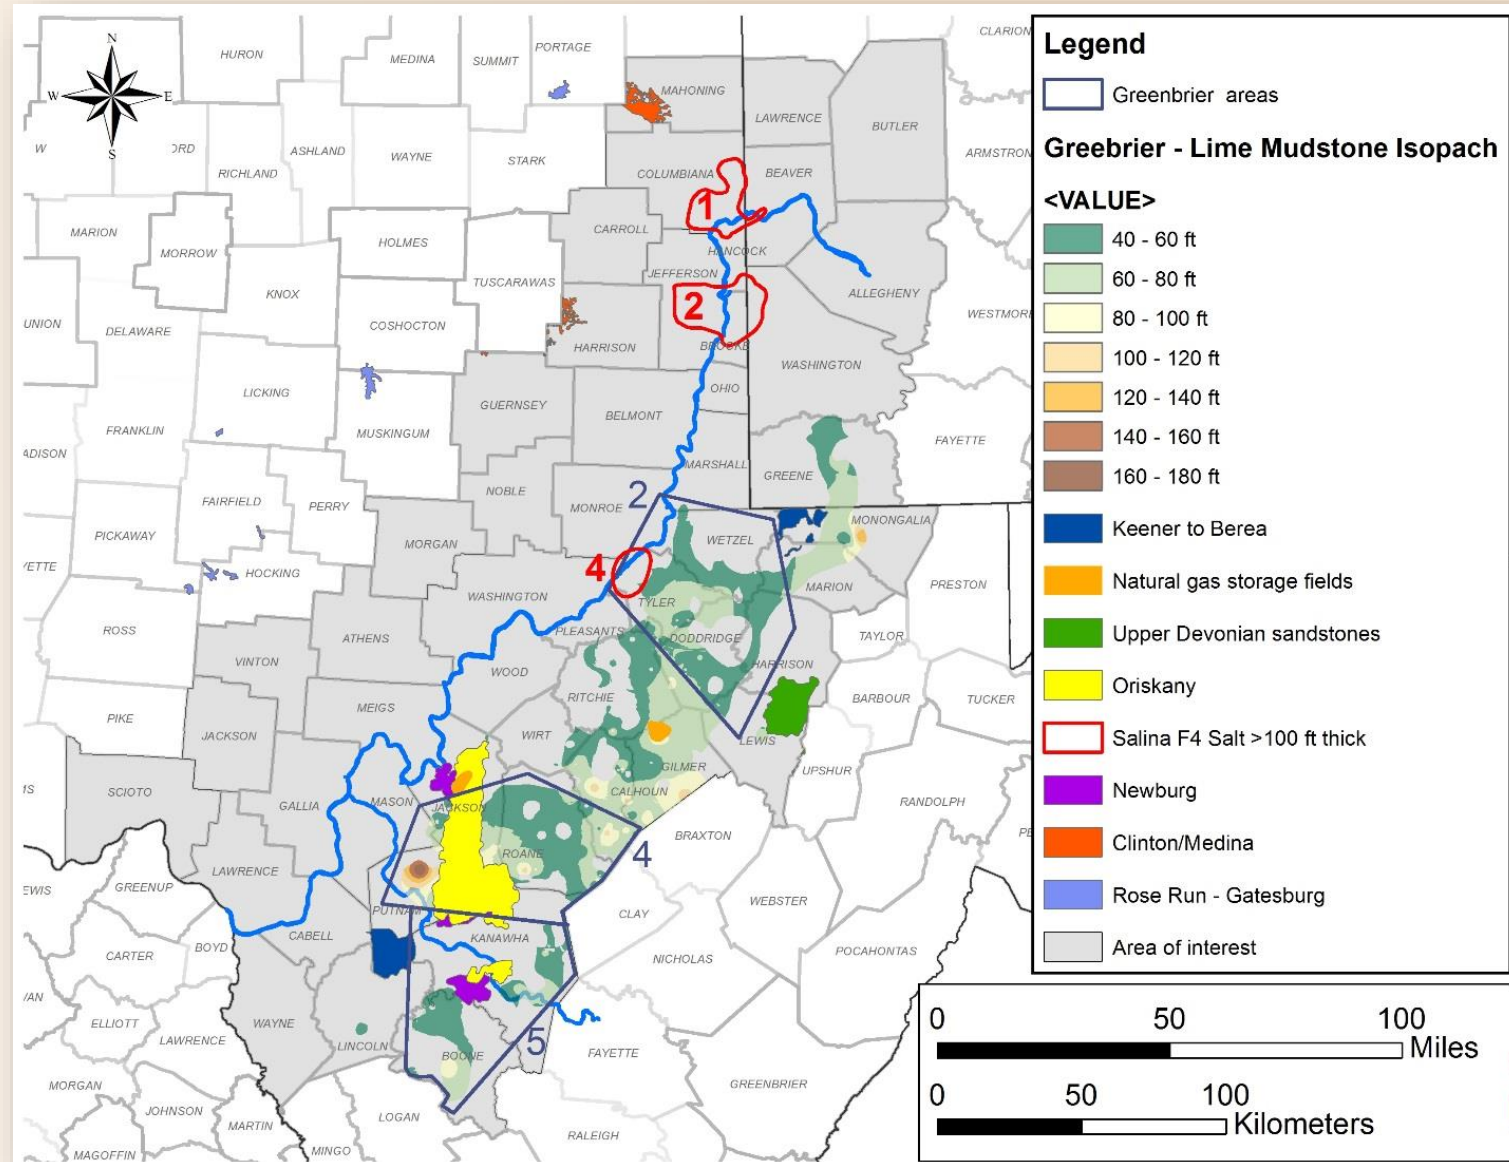 N
W
E
S
HURON
MEDINA
SUMMIT
PORTAGE
MAHONING
CLARION
LAWRENCE
BUTLER
W
ORD
ASHLAND
WAYNE
STARK
RICHLAND
COLUMBIANA
BEAVER
ARMSTRON
1
MARION
MORROW
HOLMES
CARROLL
HANCOCK
JEFFERSON
TUSCARAWAS
KNOX
ALLEGHENY
2
UNION
DELAWARE
COSHOCTON
WESTMOR
HARRISON
BROOKE
WASHINGTON
LICKING
OHIO
GUERNSEY
BELMONT
FRANKLIN
MUSKINGUM
FAYETTE
ADISON
MARSHALL
GREENE
FAIRFIELD
PERRY
NOBLE
2
MONROE
MONONGALIA
PICKAWAY
MORGAN
WETZEL
YETTE
HOCKING
4
MARION
PRESTON
WASHINGTON
TYLER
ROSS
ATHENS
PLEASANTS
DODDRIDGE
TAYLOR
VINTON
WOOD
HARRISON
RITCHIE
BARBOUR
TUCKER
PIKE
MEIGS
JACKSON
WIRT
LEWIS
GILMER
UPSHUR
SCIOTO
GALLIA
MASON
JACKSON
CALHOUN
RANDOLPH
BRAXTON
ROANE
4
LAWRENCE
GREENUP
EWIS
PUTNAM
CLAY
WEBSTER
CABELL
KANAWHA
BOYD
CARTER
NICHOLAS
POCAHONTAS
ELLIOTT
LAWRENCE
WAYNE
LINCOLN
BOONE
5
FAYETTE
GREENBRIER
MORGAN
JOHNSON
MARTIN
LOGAN
RALEIGH
MINGO
MAGOFFIN
Legend
Greenbrier areas
Greebrier - Lime Mudstone Isopach
<VALUE>
40 - 60 ft
60 - 80 ft
80 - 100 ft
100 - 120 ft
120 - 140 ft
140 - 160 ft
160 - 180 ft
Keener to Berea
Natural gas storage fields
Upper Devonian sandstones
Oriskany
Salina F4 Salt >100 ft thick
Newburg
Clinton/Medina
Rose Run - Gatesburg
Area of interest
0 50 100
Miles
0 50 100
Kilometers